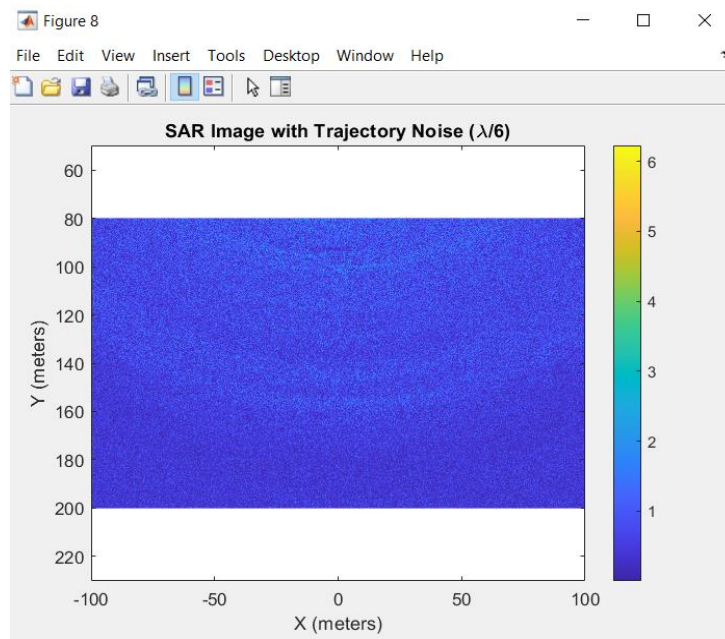 Figure 8
File Edit View Insert Tools Desktop Window Help
SAR Image with Trajectory Noise (λ/6)
60
80
100
120
140
160
180
200
220
Y (meters)
-100 -50 0 50 100
X (meters)
6
5
4
3
2
1